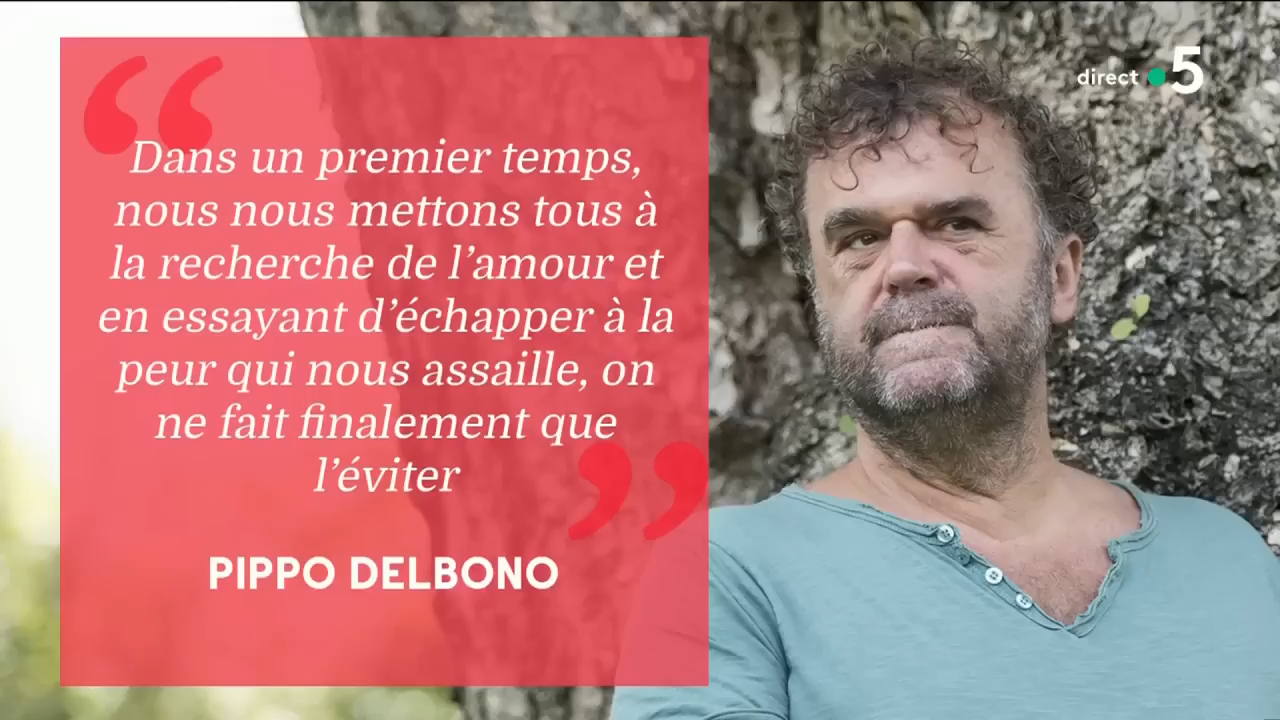 direct 5
Dans un premier temps,
nous nous mettons tous à
la recherche de l’amour et
en essayant d’échapper à la
peur qui nous assaille, on
ne fait finalement que
l’éviter
PIPPO DELBONO